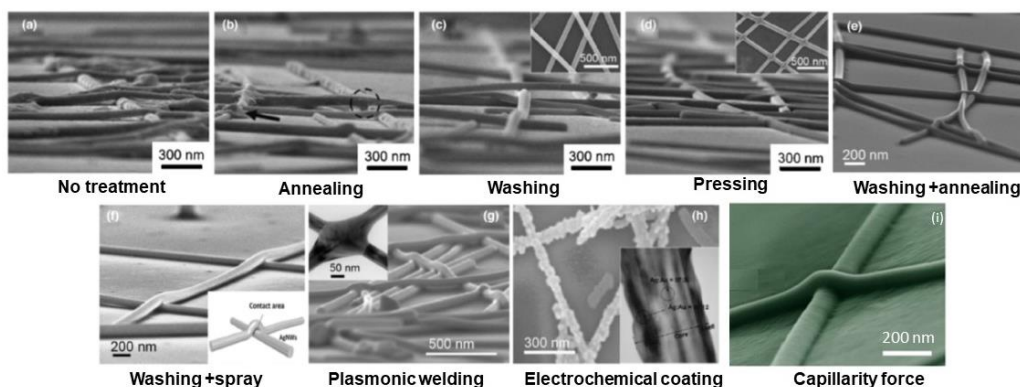 (a)
(b)
(c)
(d)
(e)
500 nm
500 nm
300 nm
300 nm
300 nm
300 nm
200 nm
No treatment
Annealing
Washing
Pressing
Washing +annealing
(f)
(g)
(h)
(i)
50 nm
Contact area
AgNWs
200 nm
500 nm
300 nm
200 nm
Washing +spray
Plasmonic welding
Electrochemical coating
Capillarity force